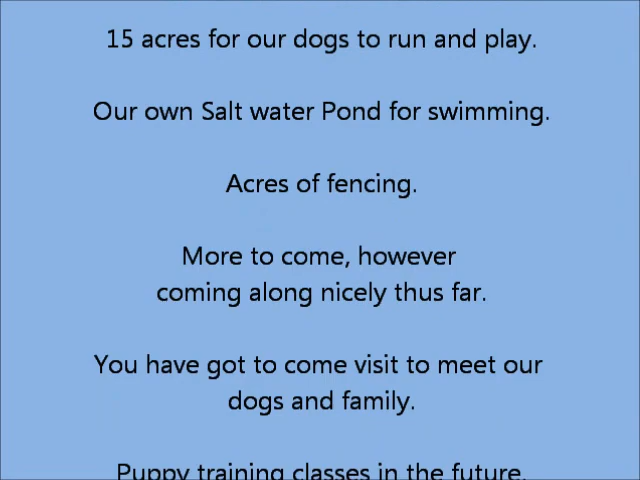 15 acres for our dogs to run and play.
Our own Salt water Pond for swimming.
Acres of fencing.
More to come, however
coming along nicely thus far.
You have got to come visit to meet our
dogs and family.
Puppy training classes in the future.